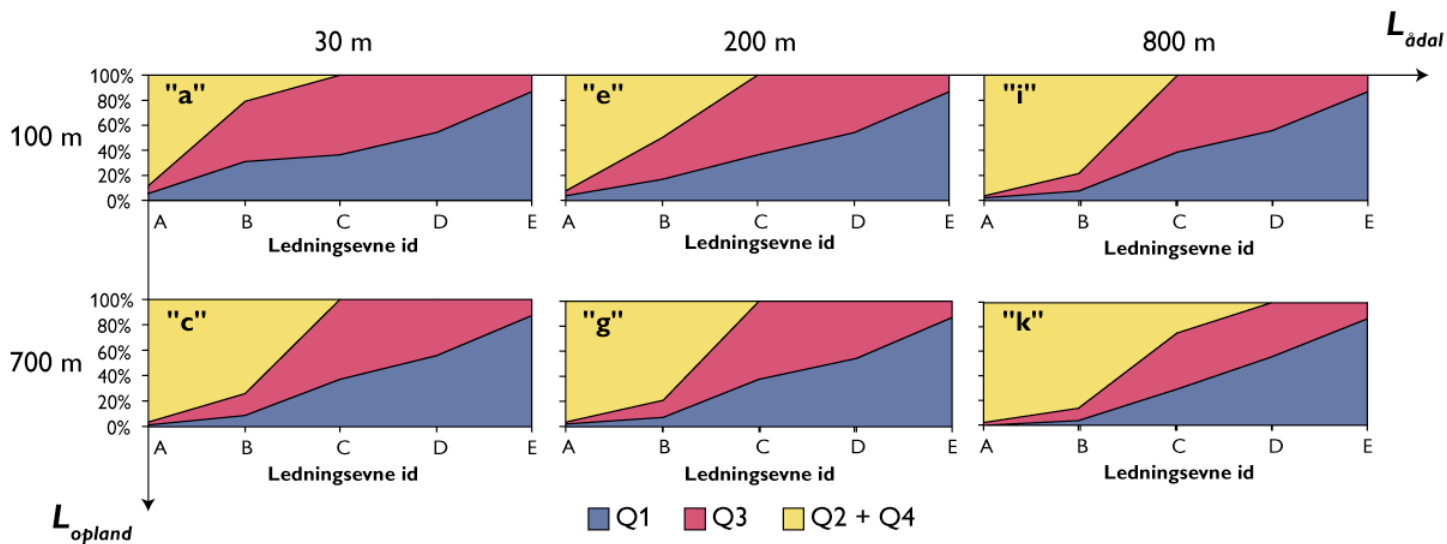 30 m 200 m 800 m L ådal
100 m
100% 80% 60% 40% 20% 0%
"a" "e" "i"
A B C D E A B C D E A B C D E
Ledningsevne id Ledningsevne id Ledningsevne id
700 m
100% 80% 60% 40% 20% 0%
"c" "g" "k"
A B C D E A B C D E A B C D E
Ledningsevne id Ledningsevne id Ledningsevne id
L opland
Q1 Q3 Q2 + Q4